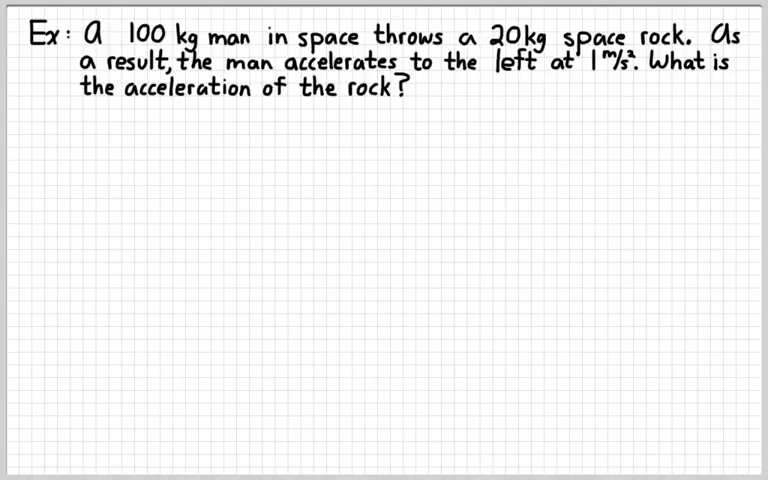 Ex: a 100 kg man in space throws a 20kg space rock. As
a result, the man accelerates to the left at 1 m/s². What is
the acceleration of the rock?